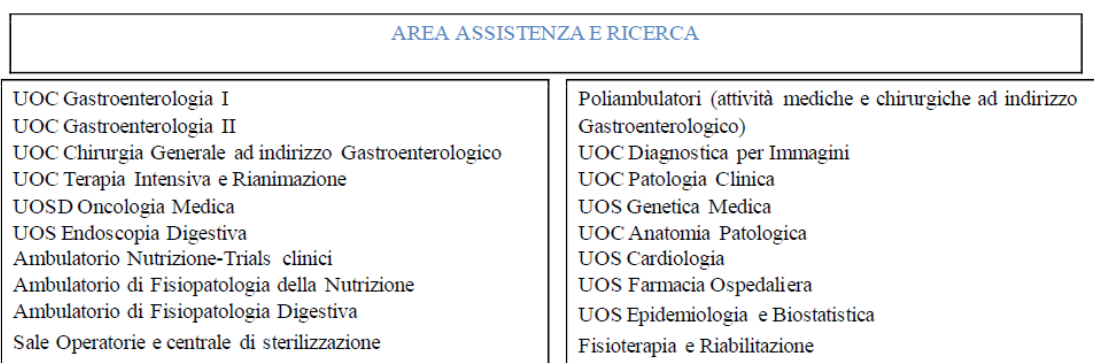 AREA ASSISTENZA E RICERCA
UOC Gastroenterologia I
UOC Gastroenterologia II
UOC Chirurgia Generale ad indirizzo Gastroenterologico
UOC Terapia Intensiva e Rianimazione
UOSD Oncologia Medica
UOS Endoscopia Digestiva
Ambulatorio Nutrizione-Trials clinici
Ambulatorio di Fisiopatologia della Nutrizione
Ambulatorio di Fisiopatologia Digestiva
Sale Operatorie e centrale di sterilizzazione
Poliambulatori (attività mediche e chirurgiche ad indirizzo
Gastroenterologico)
UOC Diagnostica per Immagini
UOC Patologia Clinica
UOS Genetica Medica
UOC Anatomia Patologica
UOS Cardiologia
UOS Farmacia Ospedaliera
UOS Epidemiologia e Biostatistica
Fisioterapia e Riabilitazione